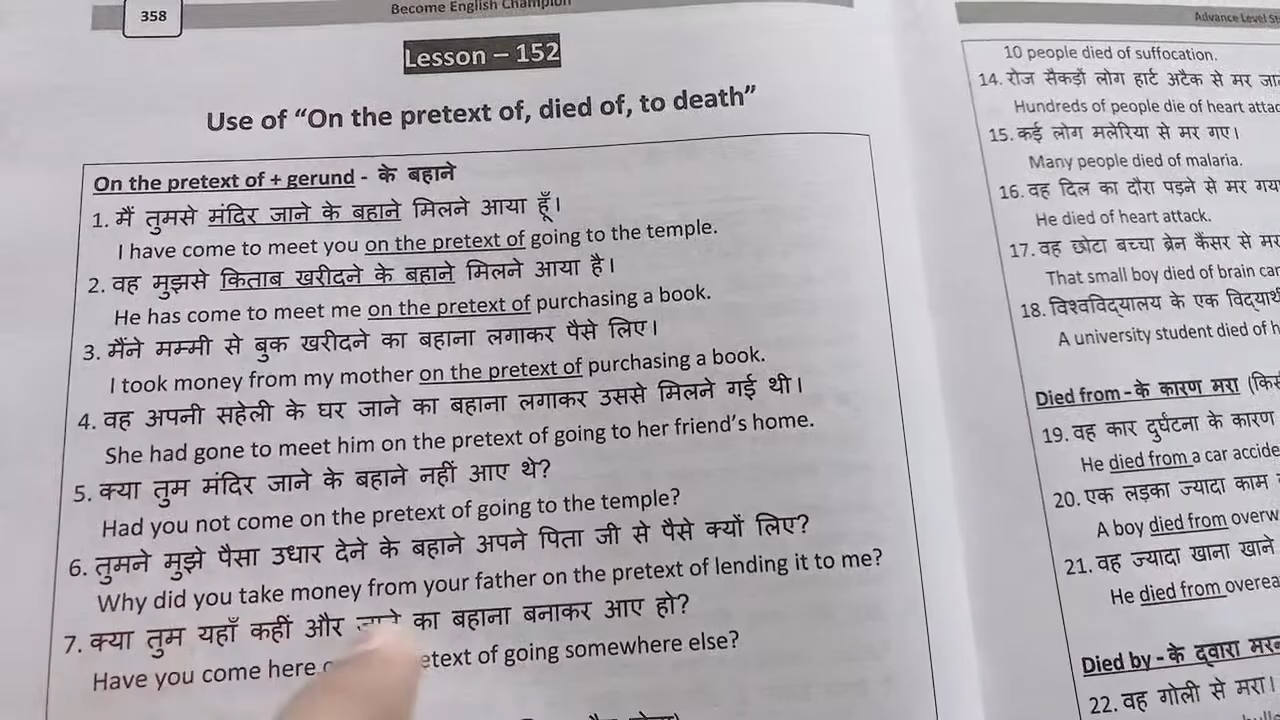 358
Become English Champion
Lesson – 152
Use of "On the pretext of, died of, to death"
On the pretext of + gerund - के बहाने
1. मैं तुमसे मंदिर जाने के बहाने मिलने आया हूँ।
I have come to meet you on the pretext of going to the temple.
2. वह मुझसे किताब खरीदने के बहाने मिलने आया है।
He has come to meet me on the pretext of purchasing a book.
3. मैंने मम्मी से बुक खरीदने का बहाना लगाकर पैसे लिए।
I took money from my mother on the pretext of purchasing a book.
4. वह अपनी सहेली के घर जाने का बहाना लगाकर उससे मिलने गई थी।
She had gone to meet him on the pretext of going to her friend's home.
5. क्या तुम मंदिर जाने के बहाने नहीं आए थे?
Had you not come on the pretext of going to the temple?
6. तुमने मुझे पैसा उधार देने के बहाने अपने पिता जी से पैसे क्यों लिए?
Why did you take money from your father on the pretext of lending it to me?
7. क्या तुम यहाँ कहीं और जाने का बहाना बनाकर आए हो?
Have you come here of going somewhere else?
Advance Level
10 people died of suffocation.
14. रोज सैकड़ों लोग हार्ट अटैक से मर
Hundreds of people die of heart
15. कई लोग मलेरिया से मर गए।
Many people died of malaria.
16. वह दिल का दौरा पड़ने से मर
He died of heart attack.
17. वह छोटा बच्चा ब्रेन कैंसर से
That small boy died of brain
18. विश्वविद्यालय के एक
A university student died of
Died from - के कारण मरा
19. वह कार दुर्घटना के कारण
He died from a car
20. एक लड़का ज्यादा काम
A boy died from
21. वह ज्यादा खाना खाने
He died from
Died by - के द्वारा
22. वह गोली से मरा।